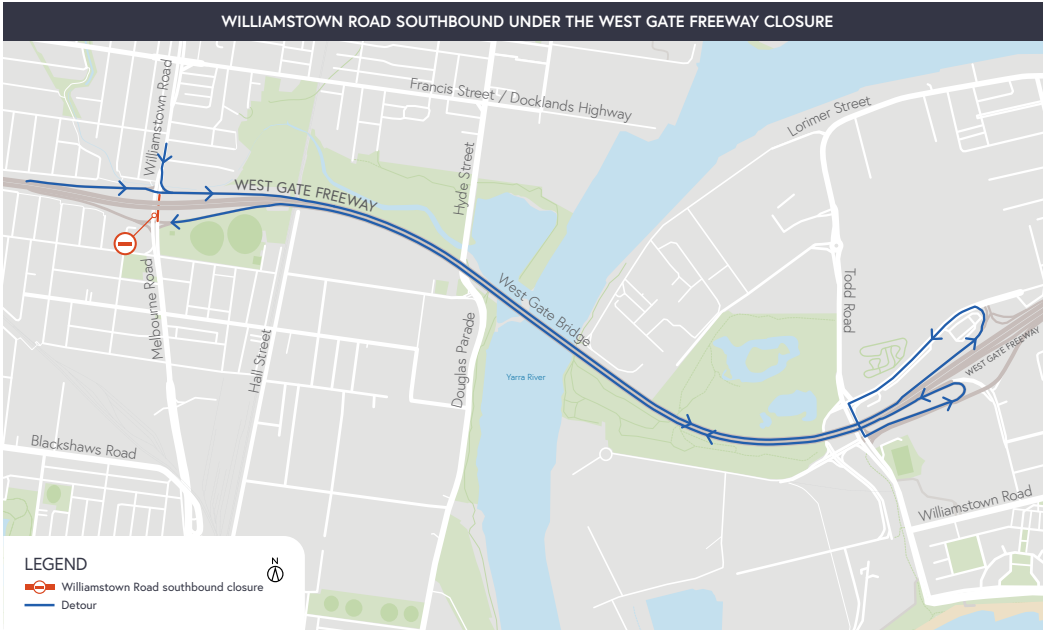 WILLIAMSTOWN ROAD SOUTHBOUND UNDER THE WEST GATE FREEWAY CLOSURE
Williamstown Road
Francis Street / Docklands Highway
Lorimer Street
Hyde Street
WEST GATE FREEWAY
Melbourne Road
West Gate Bridge
Todd Road
Hall Street
Douglas Parade
Yarra River
WEST GATE FREEWAY
Blackshaws Road
Williamstown Road
LEGEND
N
Williamstown Road southbound closure
Detour